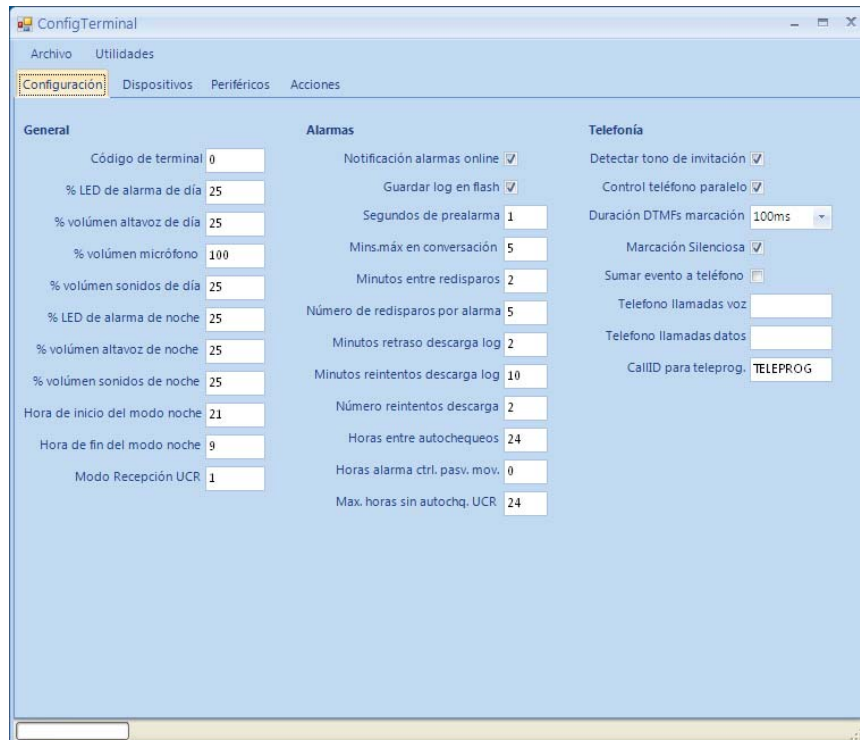 ConfigTerminal
Archivo Utilidades
Configuración Dispositivos Periféricos Acciones
General
Código de terminal 0
% LED de alarma de día 25
% volúmen altavoz de día 25
% volúmen micrófono 100
% volúmen sonidos de día 25
% LED de alarma de noche 25
% volúmen altavoz de noche 25
% volúmen sonidos de noche 25
Hora de inicio del modo noche 21
Hora de fin del modo noche 9
Modo Recepción UCR 1
Alarmas
Notificación alarmas online
Guardar log en flash
Segundos de prealarma 1
Mins.máx en conversación 5
Minutos entre redisparos 2
Número de redisparos por alarma 5
Minutos retraso descarga log 2
Minutos reintentos descarga log 10
Número reintentos descarga 2
Horas entre autochequeos 24
Horas alarma ctrl. pasv. mov. 0
Max. horas sin autochq. UCR 24
Telefonía
Detectar tono de invitación
Control teléfono paralelo
Duración DTMFs marcación 100ms
Marcación Silenciosa
Sumar evento a teléfono
Telefono llamadas voz
Telefono llamadas datos
CallID para teleprog. TELEPROG